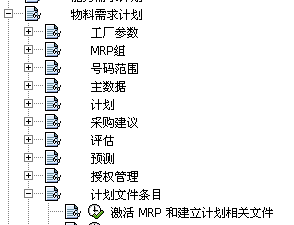 物料需求计划
工厂参数
MRP组
号码范围
主数据
计划
采购建议
评估
预测
授权管理
计划文件条目
激活 MRP 和建立计划相关文件